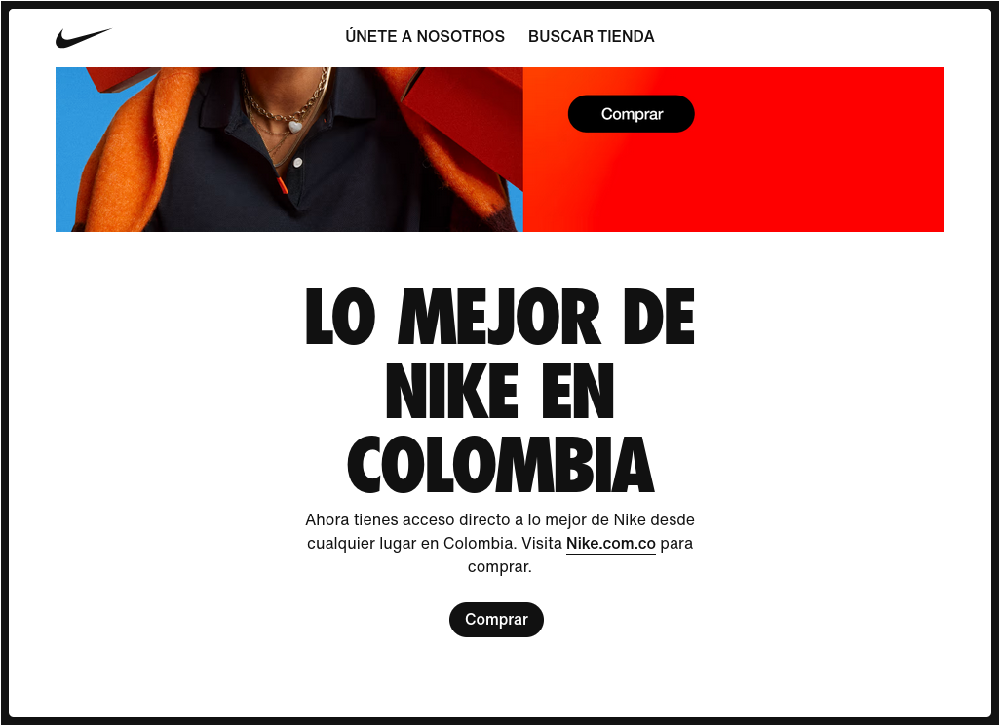 ÚNETE A NOSOTROS BUSCAR TIENDA
Comprar
LO MEJOR DE
NIKE EN
COLOMBIA
Ahora tienes acceso directo a lo mejor de Nike desde
cualquier lugar en Colombia. Visita Nike.com.co para
comprar.
Comprar